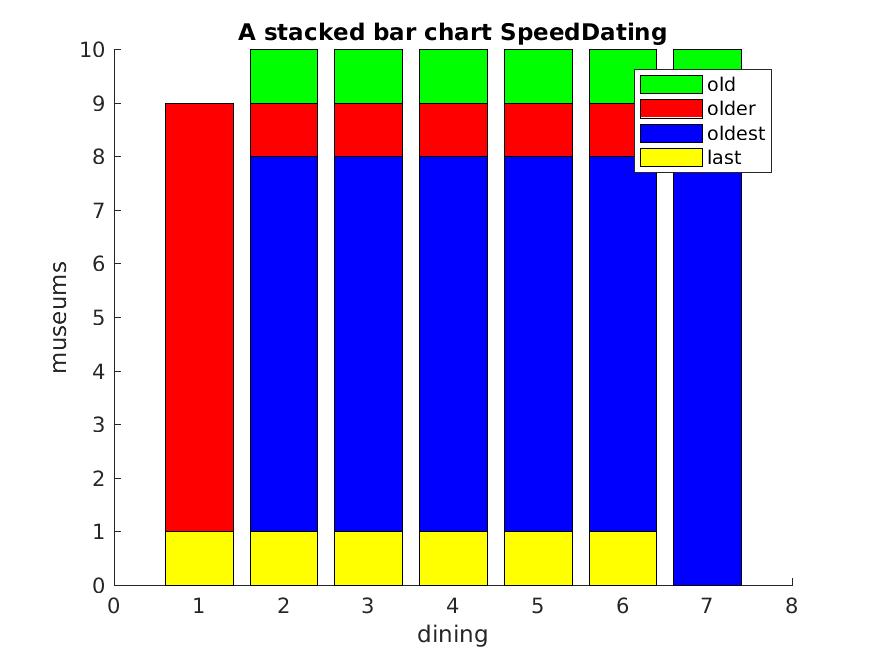 A stacked bar chart SpeedDating
10
9
8
7
6
5
4
3
2
1
0
museums
old
older
oldest
last
0 1 2 3 4 5 6 7 8
dining